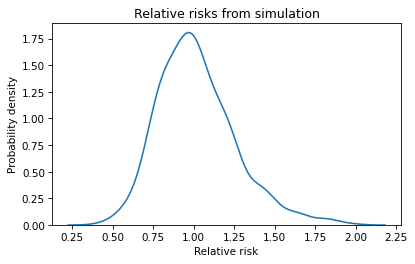 Relative risks from simulation
Probability density
1.75
1.50
1.25
1.00
0.75
0.50
0.25
0.00
0.25 0.50 0.75 1.00 1.25 1.50 1.75 2.00 2.25
Relative risk